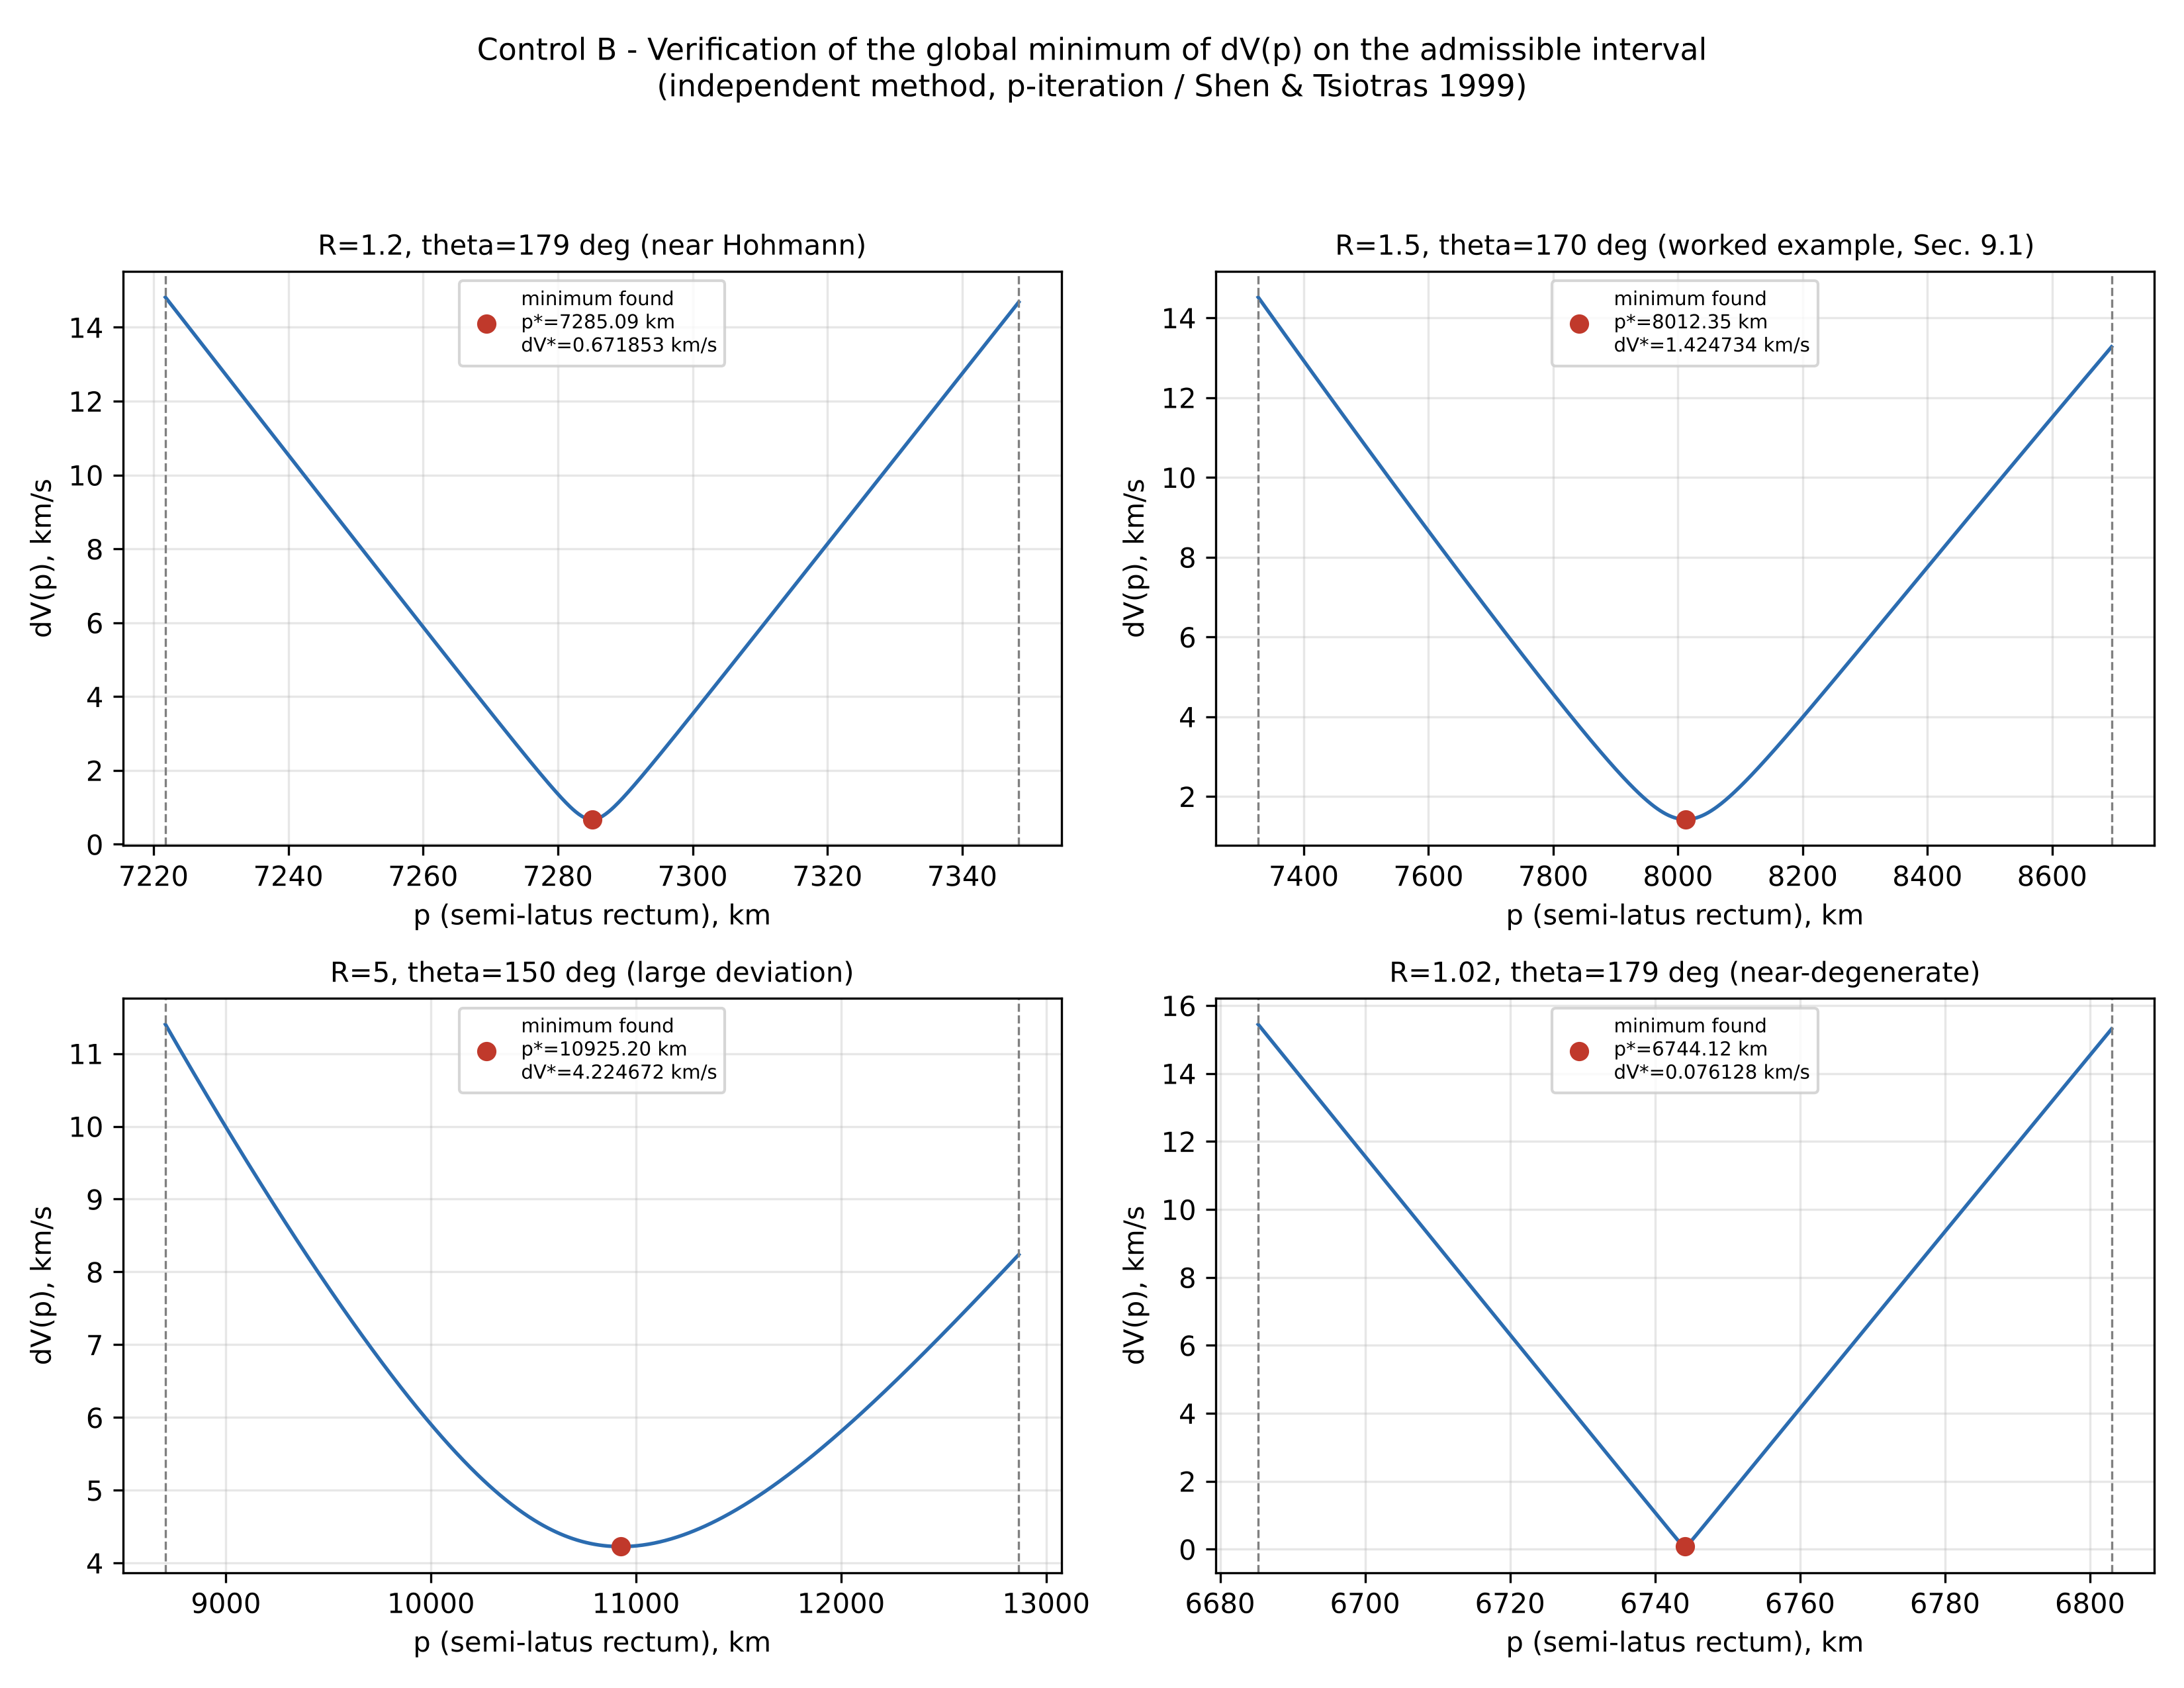 Control B - Verification of the global minimum of dV(p) on the admissible interval
(independent method, p-iteration / Shen & Tsiotras 1999)
R=1.2, theta=179 deg (near Hohmann)
minimum found
p*=7285.09 km
dV*=0.671853 km/s
dV(p), km/s
14
12
10
8
6
4
2
0
7220 7240 7260 7280 7300 7320 7340
p (semi-latus rectum), km
R=1.5, theta=170 deg (worked example, Sec. 9.1)
minimum found
p*=8012.35 km
dV*=1.424734 km/s
dV(p), km/s
14
12
10
8
6
4
2
7400 7600 7800 8000 8200 8400 8600
p (semi-latus rectum), km
R=5, theta=150 deg (large deviation)
minimum found
p*=10925.20 km
dV*=4.224672 km/s
dV(p), km/s
11
10
9
8
7
6
5
4
9000 10000 11000 12000 13000
p (semi-latus rectum), km
R=1.02, theta=179 deg (near-degenerate)
minimum found
p*=6744.12 km
dV*=0.076128 km/s
dV(p), km/s
16
14
12
10
8
6
4
2
0
6680 6700 6720 6740 6760 6780 6800
p (semi-latus rectum), km